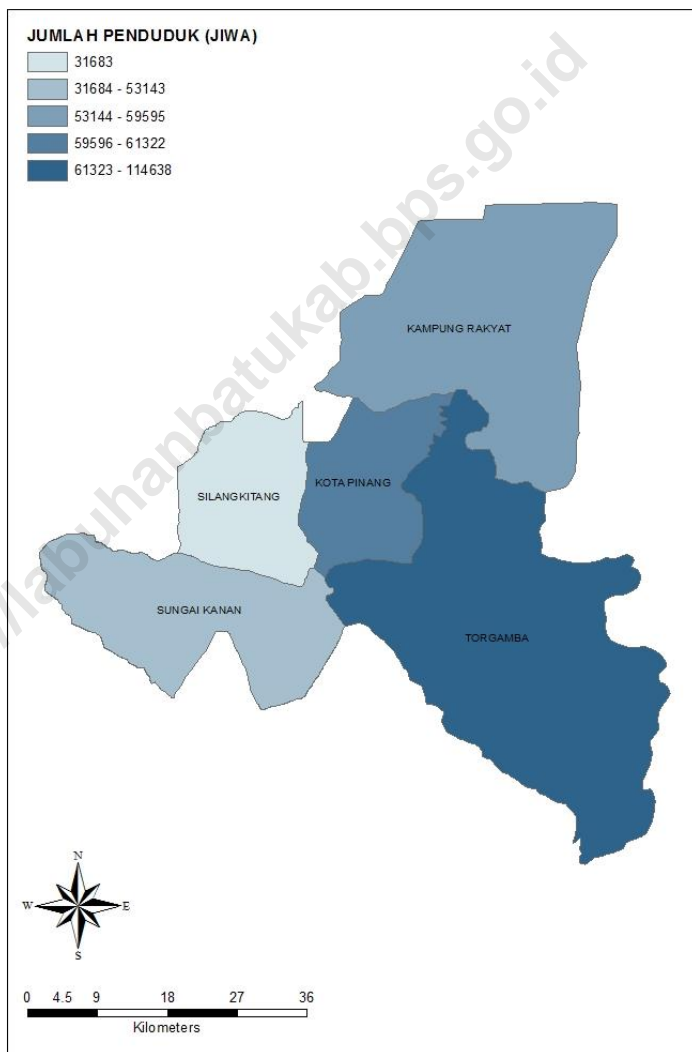 JUMLAH PENDUDUK (JIWA)
31683
31684 - 53143
53144 - 59595
59596 - 61322
61323 - 114638
KAMPUNG RAKYAT
SILANGKITANG
KOTA PINANG
SUNGAI KANAN
TORGAMBA
N
W E
S
0 4.5 9 18 27 36
Kilometers
/labuhanbatukab.bps.go.id